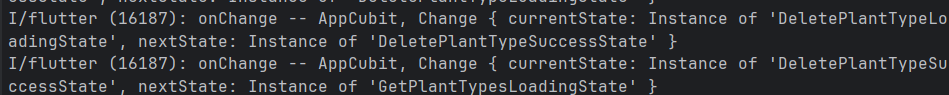 I/flutter (16187): onChange -- AppCubit, Change { currentState: Instance of 'DeletePlantTypeLo
adingState', nextState: Instance of 'DeletePlantTypeSuccessState' }
I/flutter (16187): onChange -- AppCubit, Change { currentState: Instance of 'DeletePlantTypeSu
ccessState', nextState: Instance of 'GetPlantTypesLoadingState' }